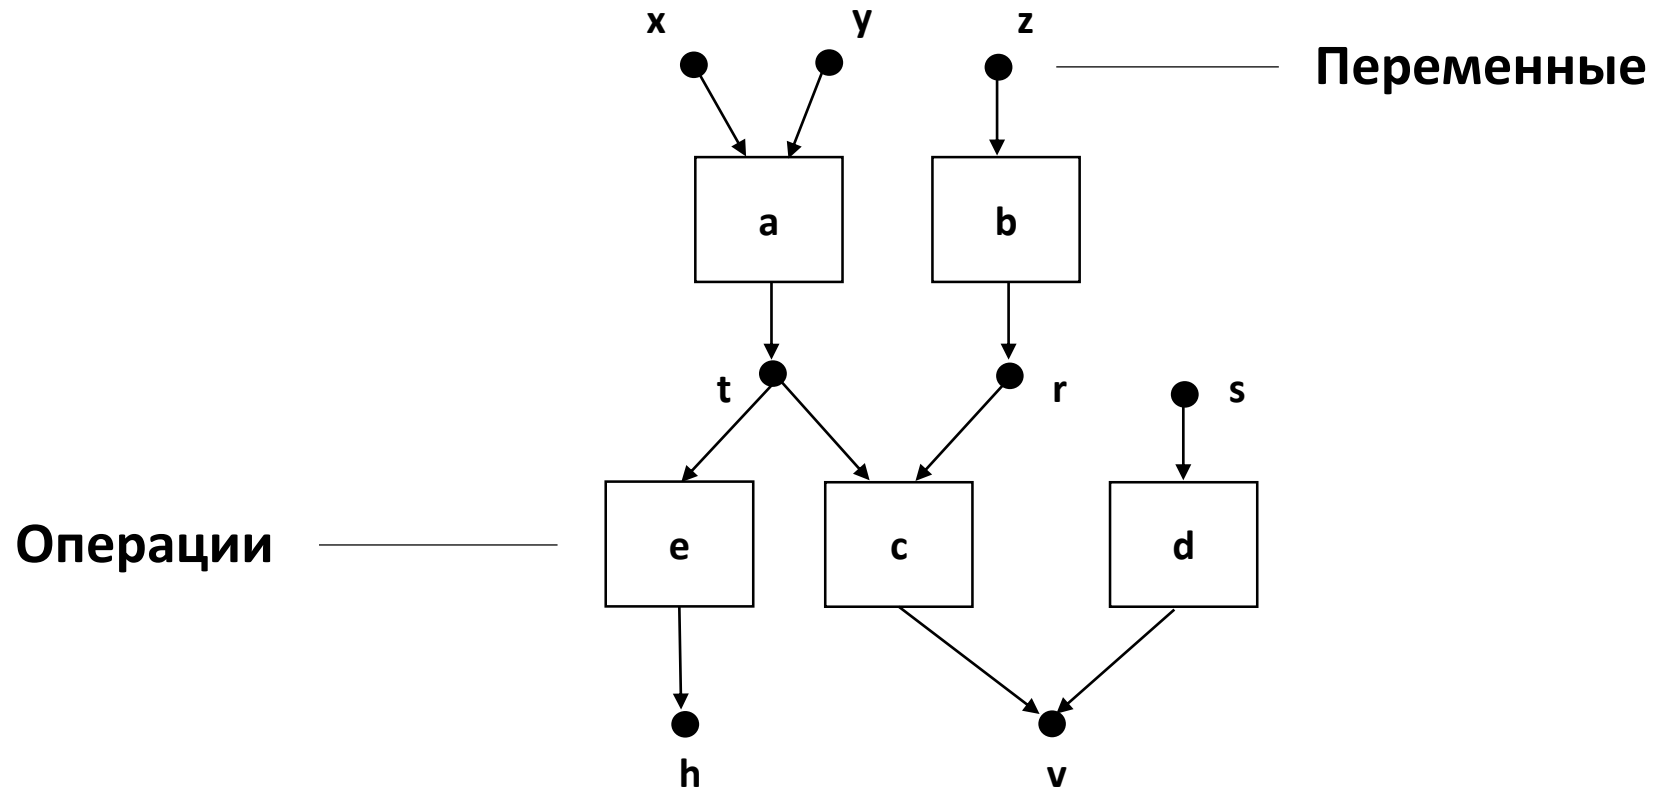 x y z
Переменные
a b
t r s
Операции
e c d
h v